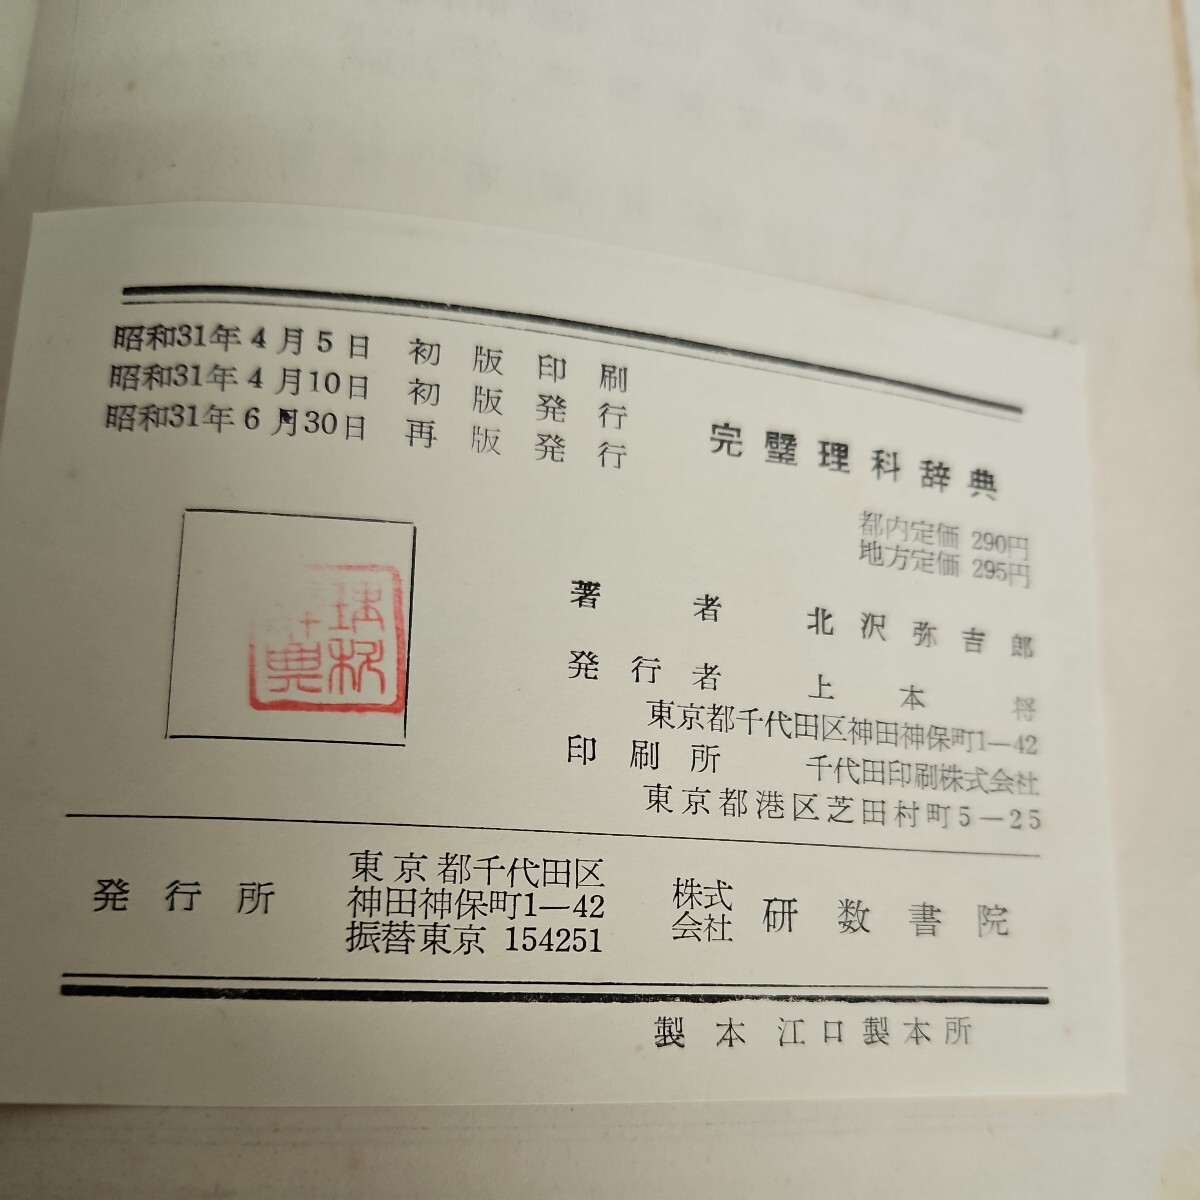 昭和31年4月5日 初版印刷
昭和31年4月10日 初版発行
昭和31年6月30日 再版発行
完璧理科辞典
都内定価 290円
地方定価 295円
著者 北沢弥吉郎
発行者 上本将
東京都千代田区神田神保町1―42
印刷所 千代田印刷株式会社
東京都港区芝田村町5―25
発行所
東京都千代田区
神田神保町1―42
振替東京 154251
株式会社 研数書院
製本 江口製本所